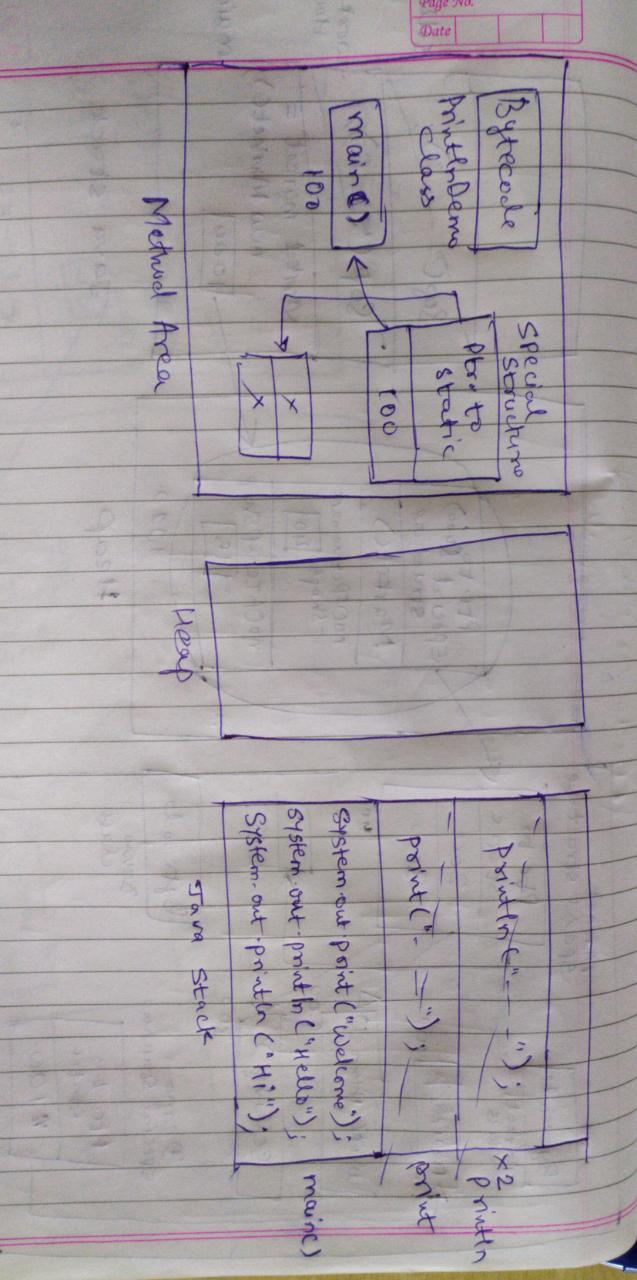 Page No.
Date
Bytecode
PrintlnDemo
Class
main()
100
Special
Structure
Ptr to
static
100
x
x
Method Area
Heap
println("- - -");
x2
println
print("- =");
print
System.out.print("Welcome");
System.out.println("Hello");
System.out.println("Hi");
main()
Java Stack